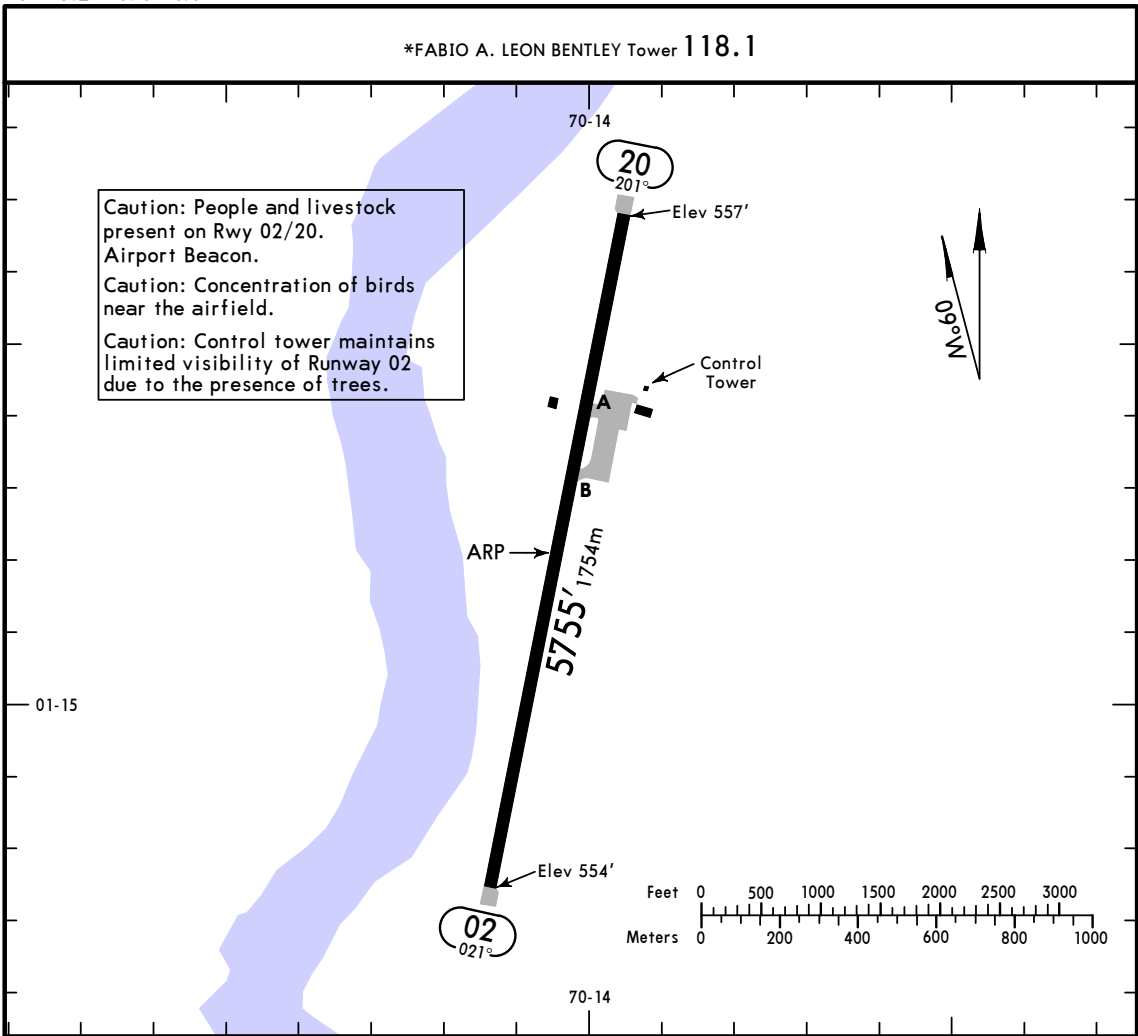 *FABIO A. LEON BENTLEY Tower 118.1
70-14
20
201°
Elev 557'
Caution: People and livestock
present on Rwy 02/20.
Airport Beacon.
Caution: Concentration of birds
near the airfield.
Caution: Control tower maintains
limited visibility of Runway 02
due to the presence of trees.
09°W
Control
Tower
A
B
ARP
5755' 1754m
01-15
Elev 554'
02
021°
Feet 0 500 1000 1500 2000 2500 3000
Meters 0 200 400 600 800 1000
70-14